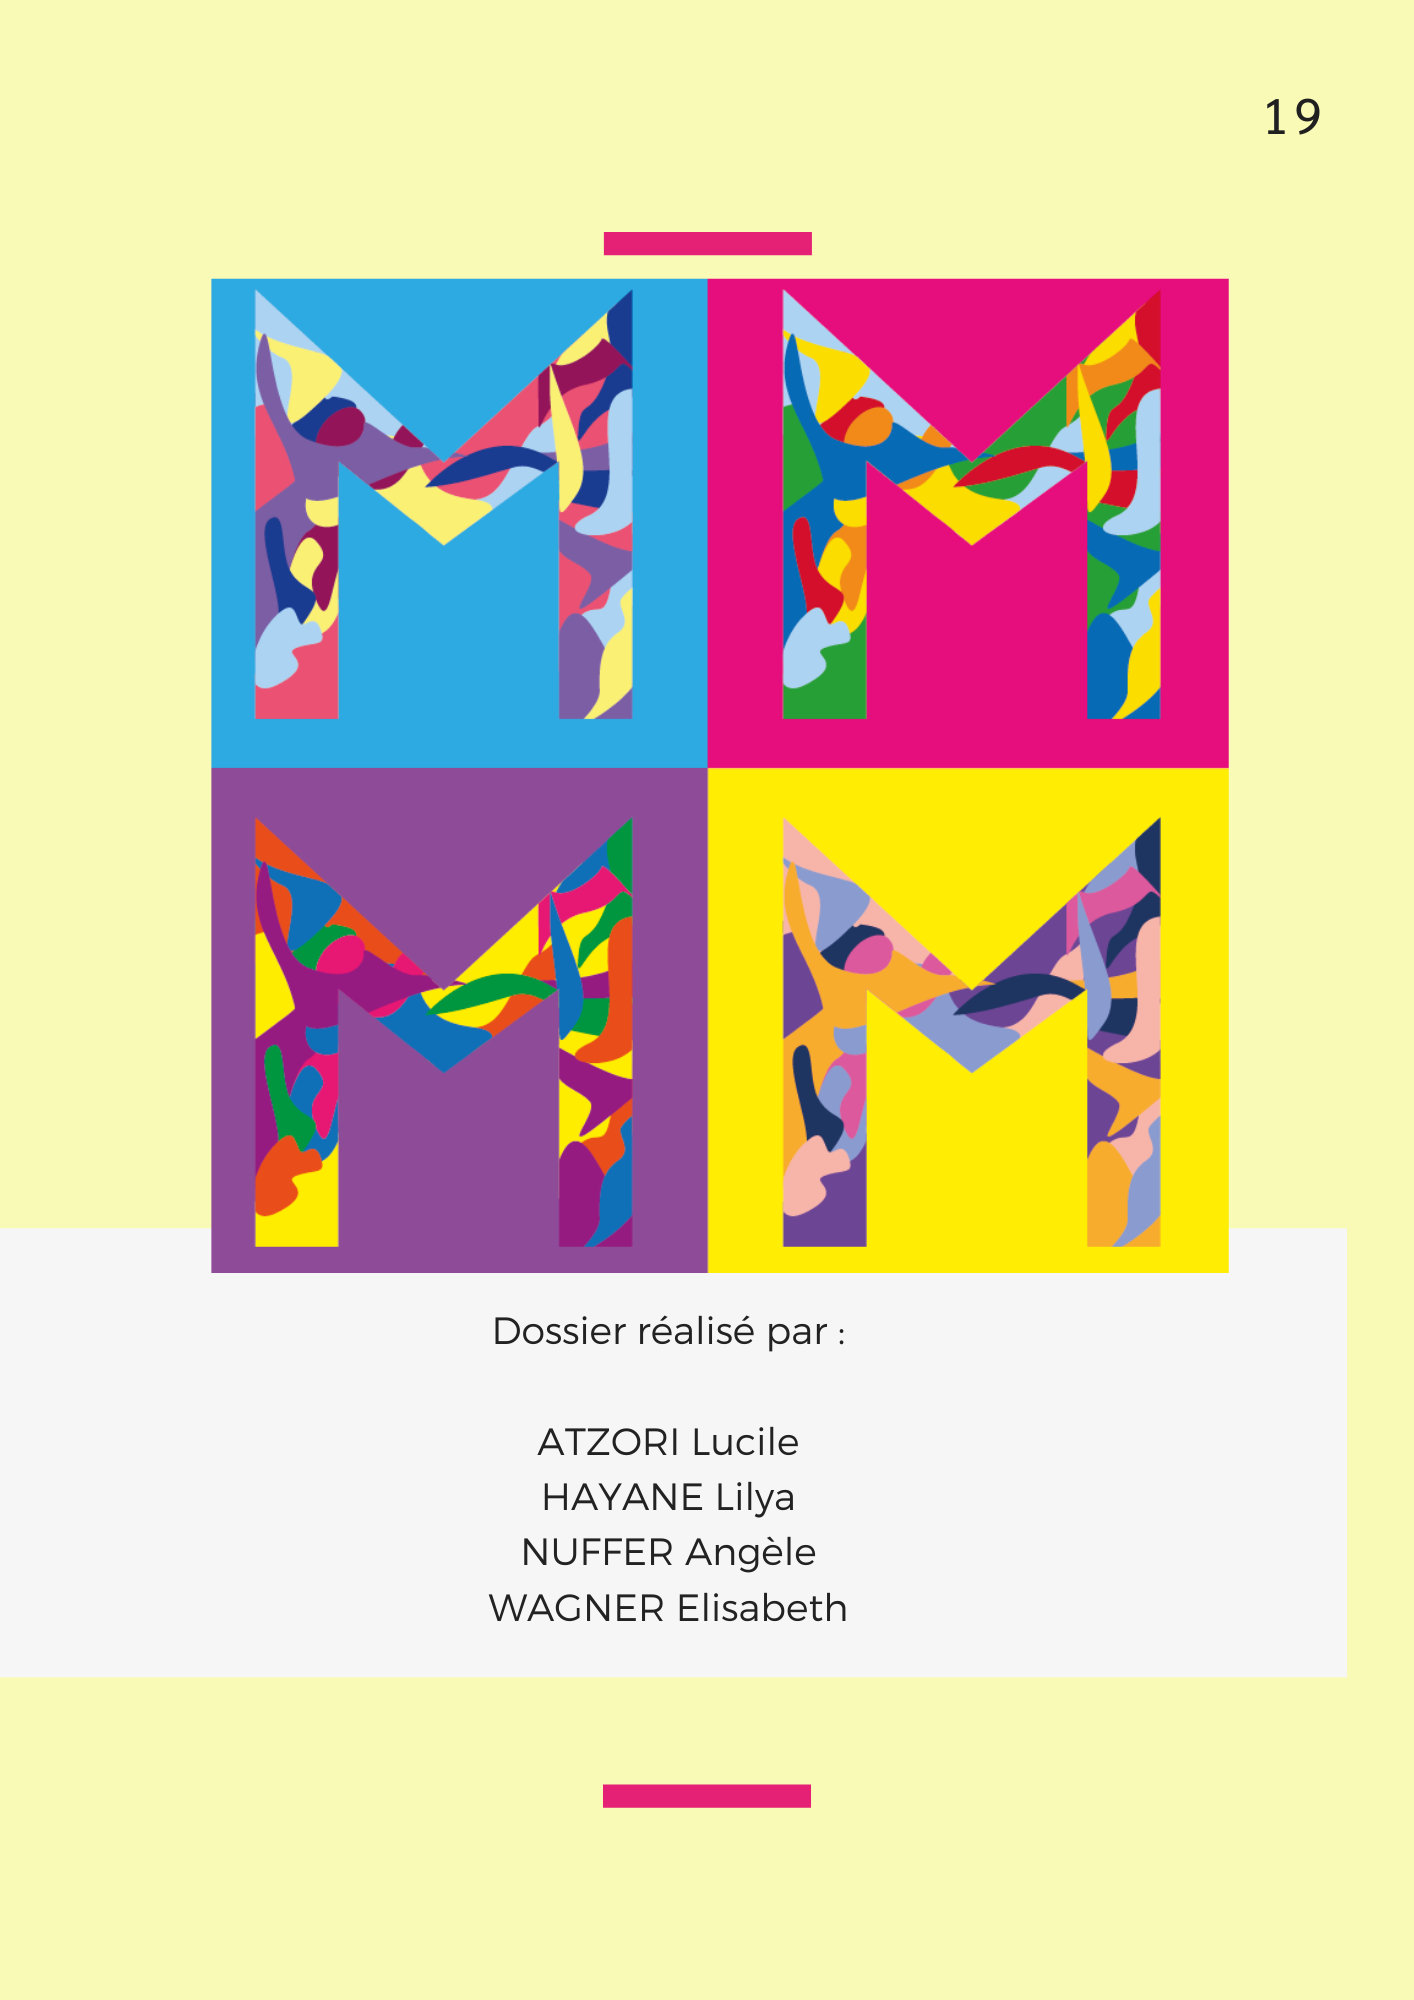 19
M M
M M
Dossier réalisé par :
ATZORI Lucile
HAYANE Lilya
NUFFER Angèle
WAGNER Elisabeth